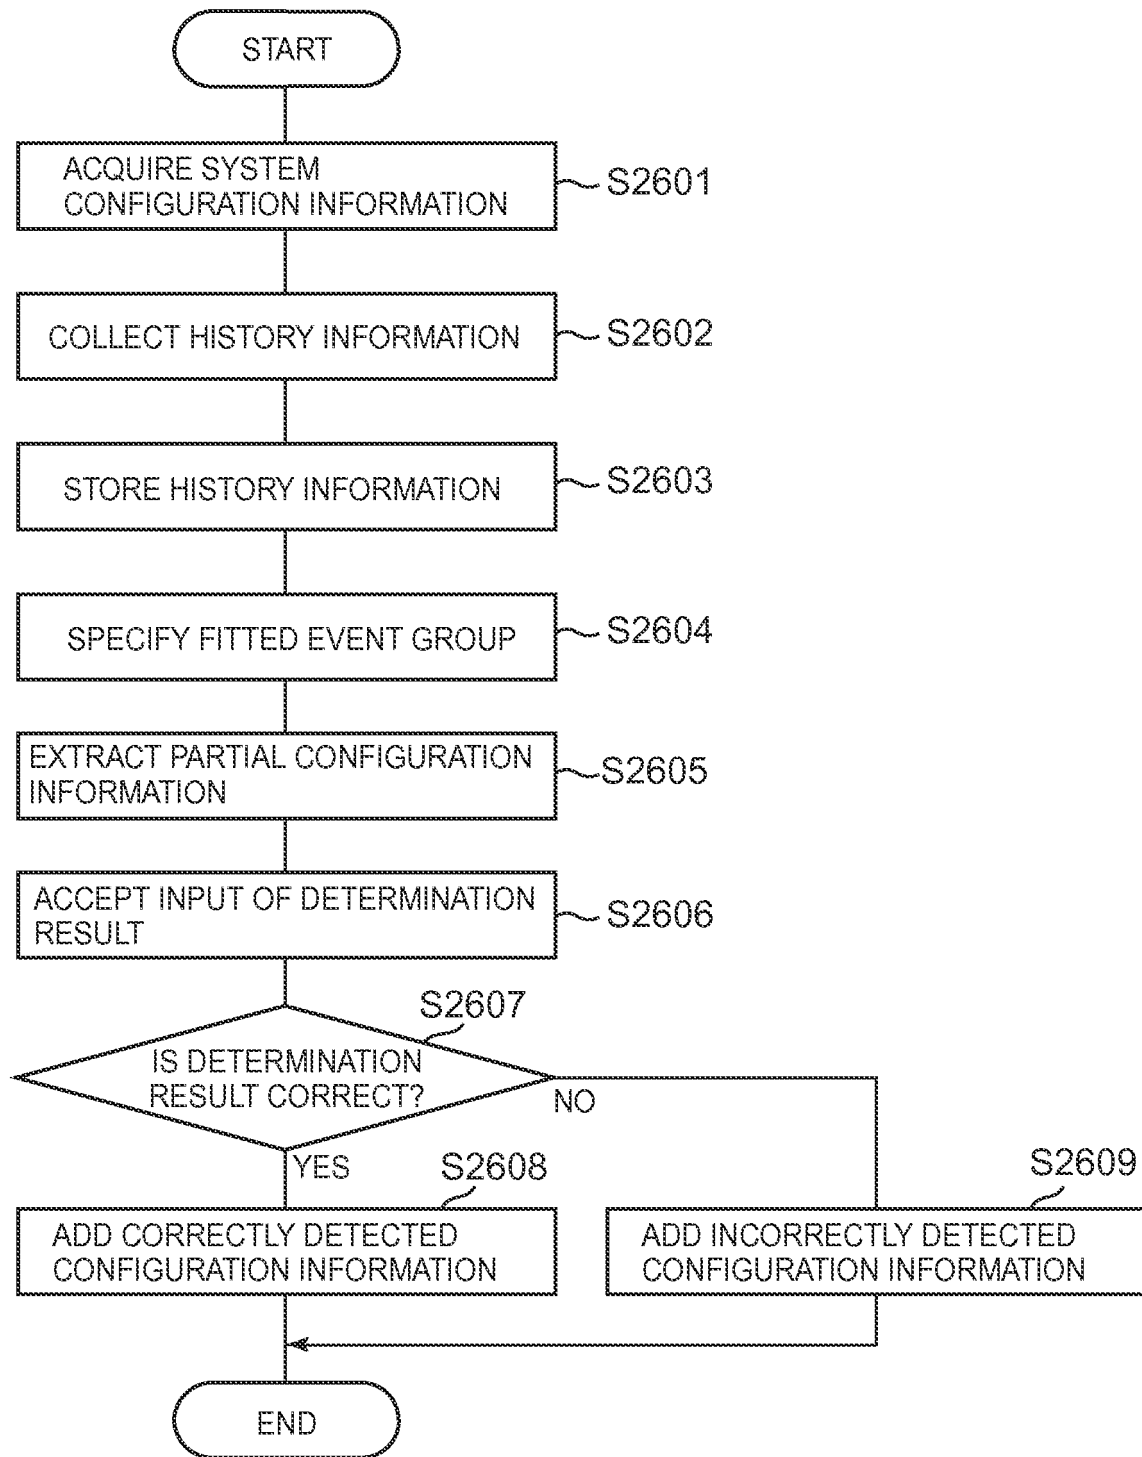 START
ACQUIRE SYSTEM
CONFIGURATION INFORMATION
S2601
COLLECT HISTORY INFORMATION
S2602
STORE HISTORY INFORMATION
S2603
SPECIFY FITTED EVENT GROUP
S2604
EXTRACT PARTIAL CONFIGURATION
INFORMATION
S2605
ACCEPT INPUT OF DETERMINATION
RESULT
S2606
S2607
IS DETERMINATION
RESULT CORRECT?
NO
YES
S2608
ADD CORRECTLY DETECTED
CONFIGURATION INFORMATION
S2609
ADD INCORRECTLY DETECTED
CONFIGURATION INFORMATION
END